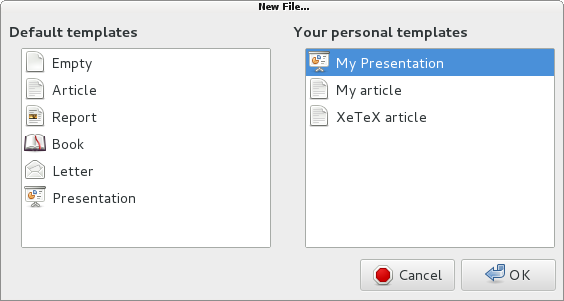 New File...
Default templates
Empty
Article
Report
Book
Letter
Presentation
Your personal templates
My Presentation
My article
XeTeX article
Cancel
OK